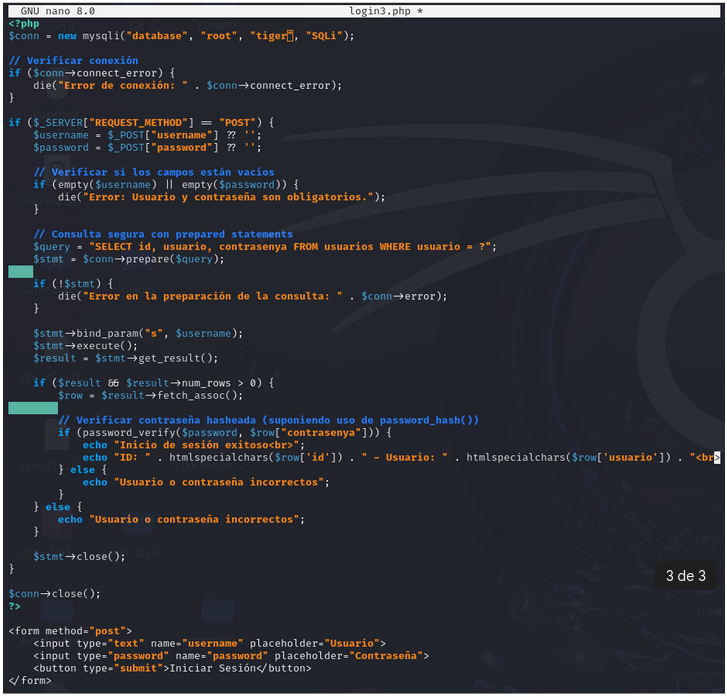 GNU nano 8.0 login3.php *
<?php
$conn = new mysqli("database", "root", "tiger", "SQLi");
// Verificar conexión
if ($conn->connect_error) {
    die("Error de conexión: " . $conn->connect_error);
}
if ($_SERVER["REQUEST_METHOD"] == "POST") {
    $username = $_POST["username"] ?? '';
    $password = $_POST["password"] ?? '';
    // Verificar si los campos están vacíos
    if (empty($username) || empty($password)) {
        die("Error: Usuario y contraseña son obligatorios.");
    }
    // Consulta segura con prepared statements
    $query = "SELECT id, usuario, contrasenya FROM usuarios WHERE usuario = ?";
    $stmt = $conn->prepare($query);
    if (!$stmt) {
        die("Error en la preparación de la consulta: " . $conn->error);
    }
    $stmt->bind_param("s", $username);
    $stmt->execute();
    $result = $stmt->get_result();
    if ($result && $result->num_rows > 0) {
        $row = $result->fetch_assoc();
        // Verificar contraseña hasheada (suponiendo uso de password_hash())
        if (password_verify($password, $row["contrasenya"])) {
            echo "Inicio de sesión exitoso<br>";
            echo "ID: " . htmlspecialchars($row['id']) . " - Usuario: " . htmlspecialchars($row['usuario']) . "<br>
        } else {
            echo "Usuario o contraseña incorrectos";
        }
    } else {
        echo "Usuario o contraseña incorrectos";
    }
    $stmt->close();
}
3 de 3
$conn->close();
?>
<form method="post">
    <input type="text" name="username" placeholder="Usuario">
    <input type="password" name="password" placeholder="Contraseña">
    <button type="submit">Iniciar Sesión</button>
</form>